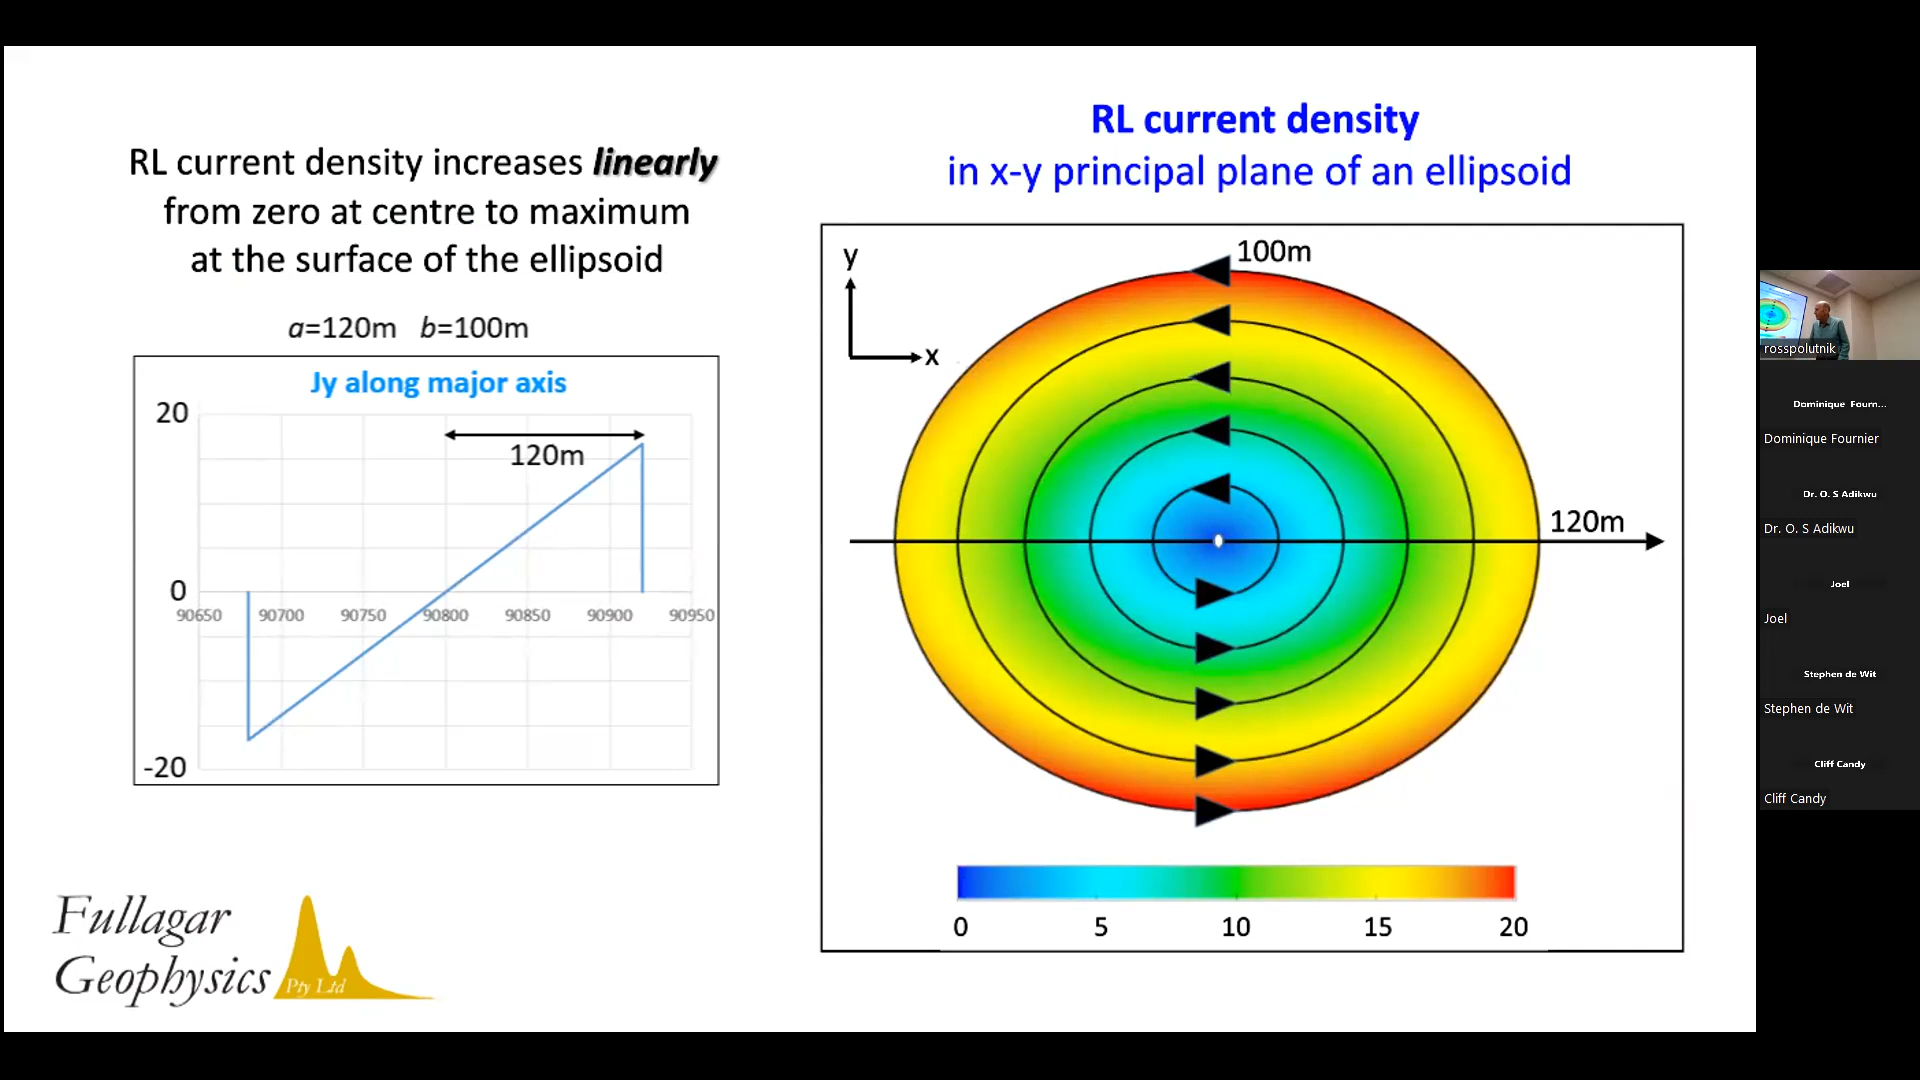 RL current density increases linearly
from zero at centre to maximum
at the surface of the ellipsoid
a=120m b=100m
Jy along major axis
20
120m
0
90650 90700 90750 90800 90850 90900 90950
-20
Fullagar
Geophysics
Pty Ltd
RL current density
in x-y principal plane of an ellipsoid
y
x
100m
120m
0 5 10 15 20
rosspolutnik
Dominique Fourn...
Dominique Fournier
Dr. O. S Adikwu
Dr. O. S Adikwu
Joel
Joel
Stephen de Wit
Stephen de Wit
Cliff Candy
Cliff Candy